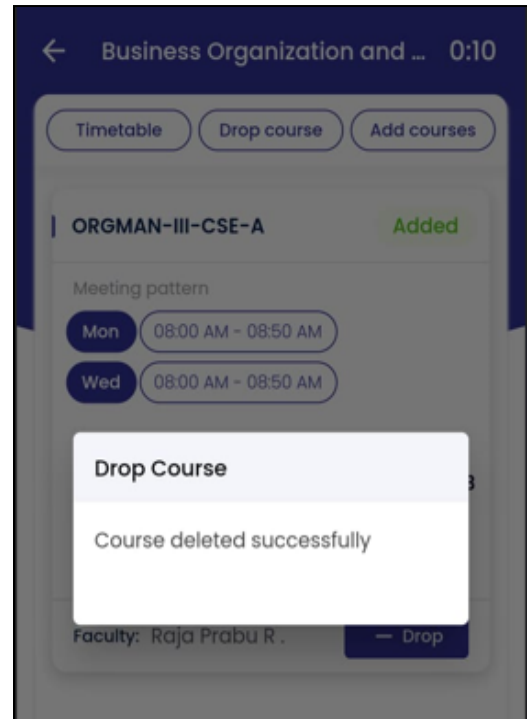 Business Organization and ... 0:10
Timetable Drop course Add courses
ORGMAN-III-CSE-A Added
Meeting pattern
Mon 08:00 AM - 08:50 AM
Wed 08:00 AM - 08:50 AM
Drop Course
Course deleted successfully
Faculty: Raja Prabu R .
— Drop